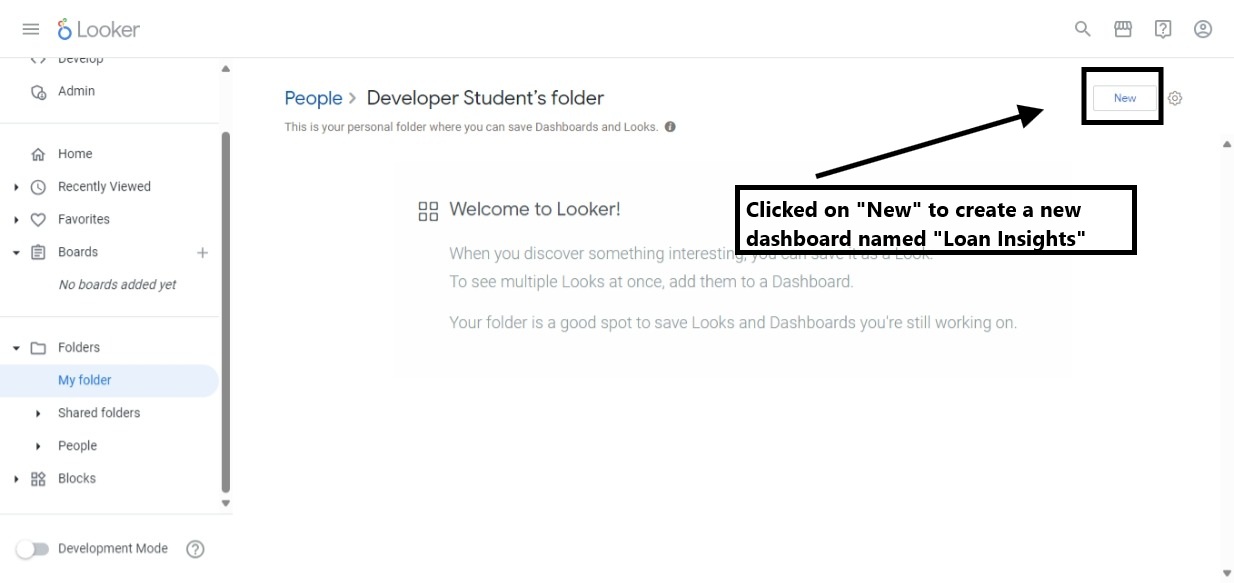 Looker
Develop
Admin
Home
Recently Viewed
Favorites
Boards
No boards added yet
Folders
My folder
Shared folders
People
Blocks
Development Mode
People > Developer Student's folder
New
This is your personal folder where you can save Dashboards and Looks.
Clicked on "New" to create a new
dashboard named "Loan Insights"
Welcome to Looker!
When you discover something interesting, you can save it as a Look.
To see multiple Looks at once, add them to a Dashboard.
Your folder is a good spot to save Looks and Dashboards you're still working on.